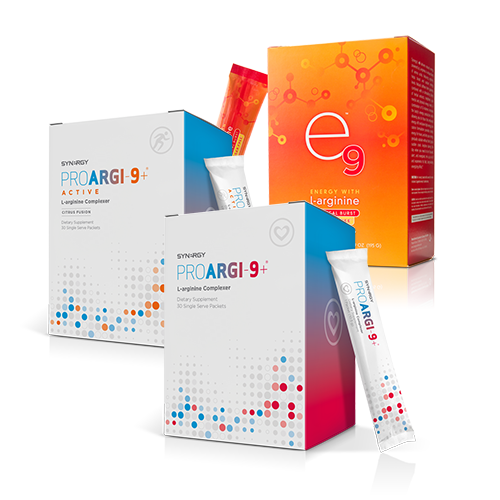 SYNERGY
PROARGI-9+
ACTIVE
L-arginine Complexer
CITRUS FUSION
Dietary Supplement
30 Single Serve Packets
e9
ENERGY WITH
l-arginine
SYNERGY
PROARGI-9+
L-arginine Complexer
Dietary Supplement
30 Single Serve Packets
SYNERGY
PROARGI-9+